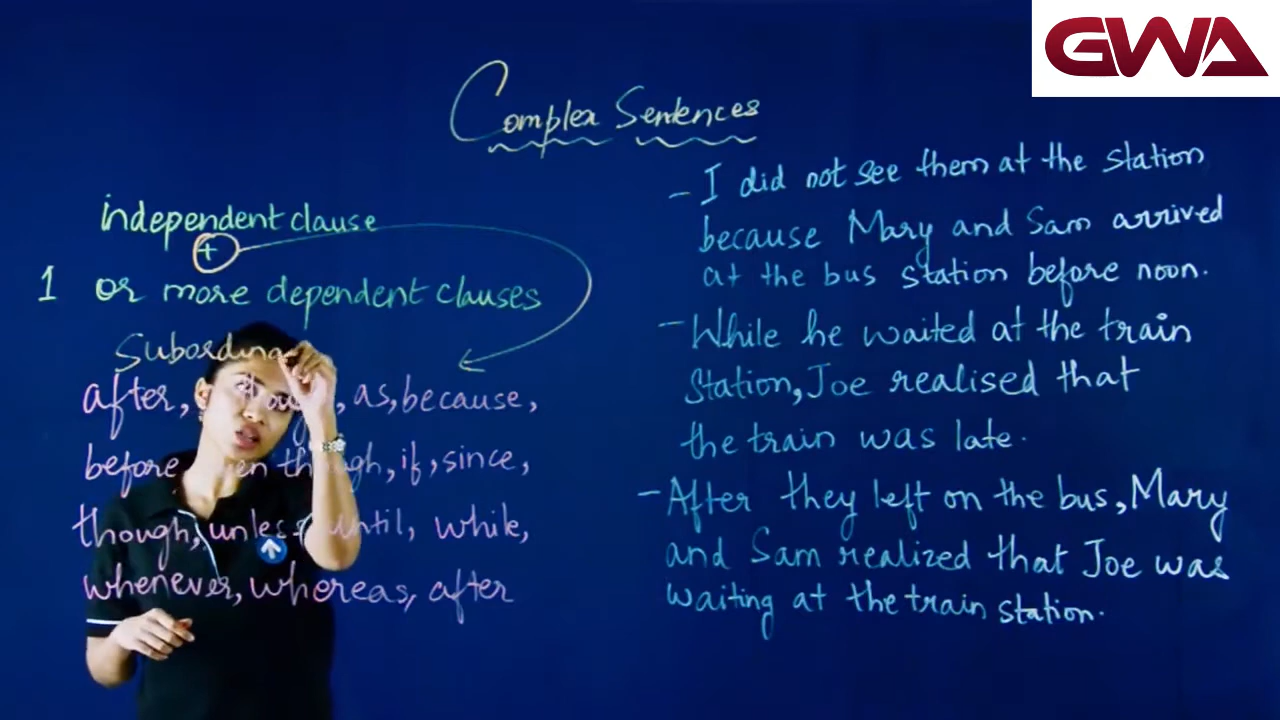 GWA
Complex Sentences
independent clause
+
1 or more dependent clauses
Subordina
after, though, as, because,
before even though, if, since,
though, unless until, while,
whenever, whereas, after
- I did not see them at the station
because Mary and Sam arrived
at the bus station before noon.
- While he waited at the train
Station, Joe realised that
the train was late.
- After they left on the bus, Mary
and Sam realized that Joe was
waiting at the train station.